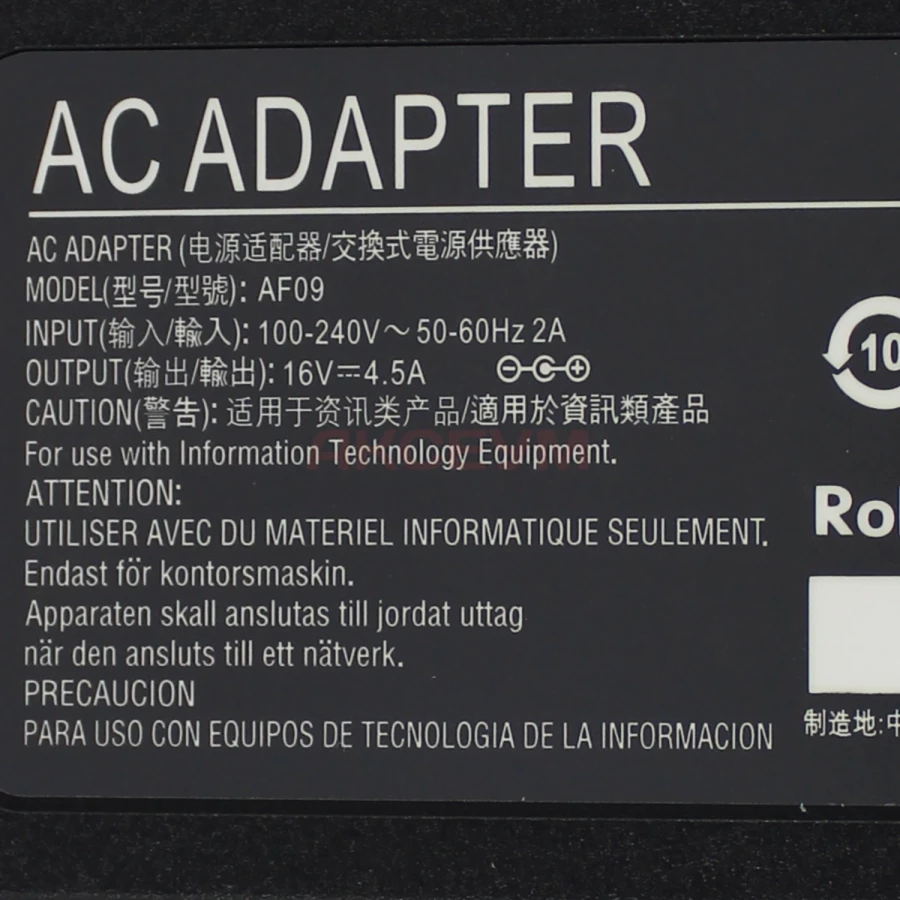 AC ADAPTER
AC ADAPTER (电源适配器/交換式電源供應器)
MODEL(型号/型號): AF09
INPUT(输入/輸入): 100-240V～ 50-60Hz 2A
OUTPUT(输出/輸出): 16V⎓4.5A
CAUTION(警告): 适用于资讯类产品/適用於資訊類產品
For use with Information Technology Equipment.
ATTENTION:
UTILISER AVEC DU MATERIEL INFORMATIQUE SEULEMENT.
Endast för kontorsmaskin.
Apparaten skall anslutas till jordat uttag
när den ansluts till ett nätverk.
PRECAUCION
PARA USO CON EQUIPOS DE TECNOLOGIA DE LA INFORMACION
10
Ro
制造地:中